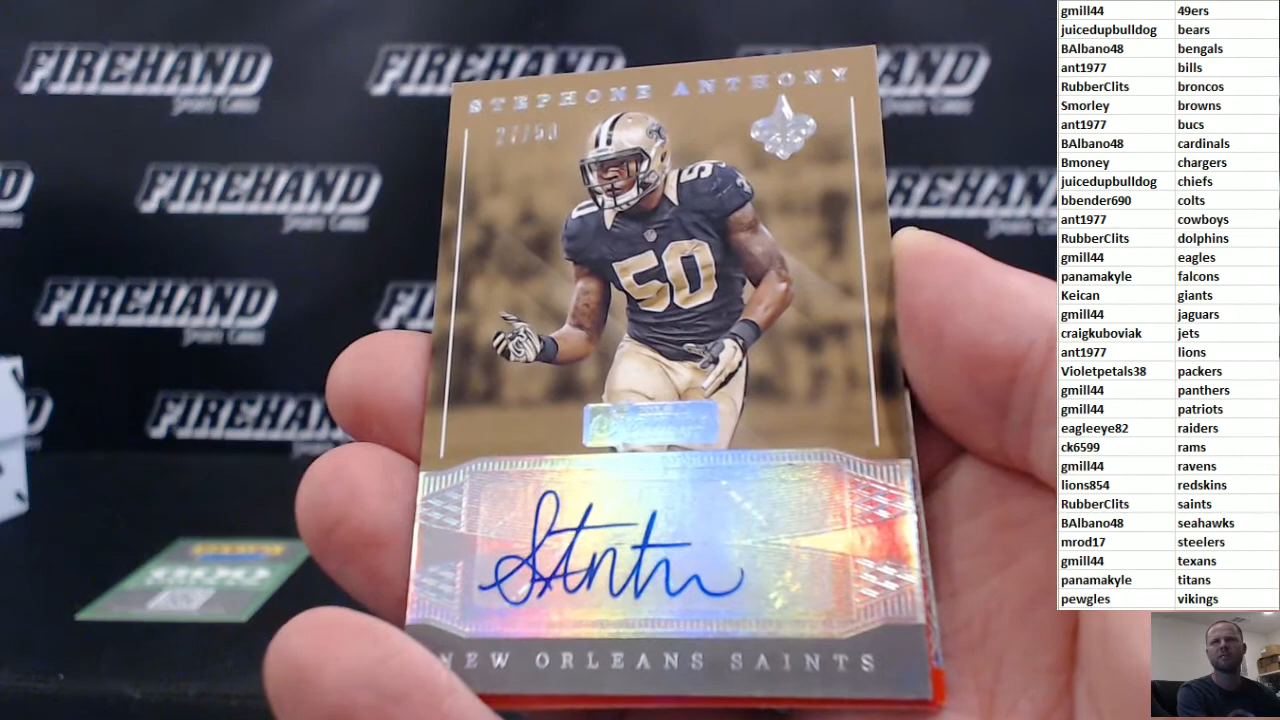 FIREHAND
FIREHAND
FIREHAND
FIREHAND
FIREHAND
FIREHAND
STEPHONE ANTHONY
27/50
50
50
NEW ORLEANS SAINTS
gmill44 49ers
juicedupbulldog bears
BAlbano48 bengals
ant1977 bills
RubberClits broncos
Smorley browns
ant1977 bucs
BAlbano48 cardinals
Bmoney chargers
juicedupbulldog chiefs
bbender690 colts
ant1977 cowboys
RubberClits dolphins
gmill44 eagles
panamakyle falcons
Keican giants
gmill44 jaguars
craigkuboviak jets
ant1977 lions
Violetpetals38 packers
gmill44 panthers
gmill44 patriots
eagleeye82 raiders
ck6599 rams
gmill44 ravens
lions854 redskins
RubberClits saints
BAlbano48 seahawks
mrod17 steelers
gmill44 texans
panamakyle titans
pewgles vikings